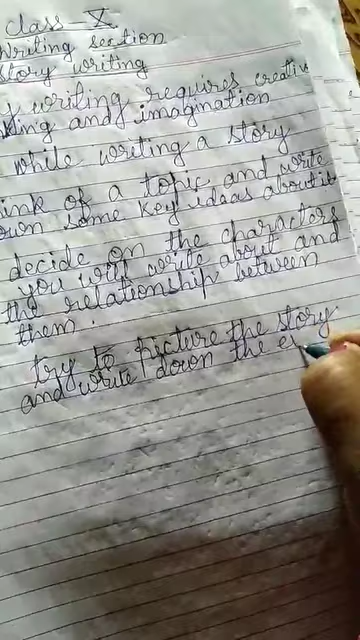 class - X
Writing section
Story writing
writing requires creativ
king and imagination
while writing a story
ink of a topic and write
own some key ideas about it
decide on the characters
you will write about and
the relationship between
them.
try to picture the story
and write down the e